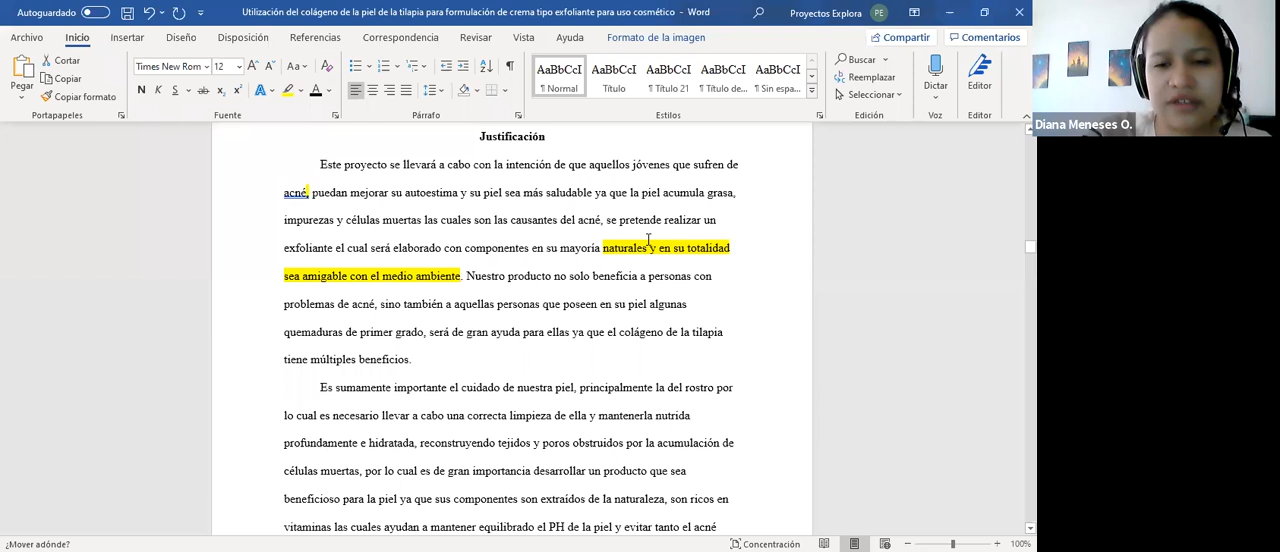 Autoguardado
Utilización del colágeno de la piel de la tilapia para formulación de crema tipo exfoliante para uso cosmético - Word
Proyectos Explora
PE
Archivo Inicio Insertar Diseño Disposición Referencias Correspondencia Revisar Vista Ayuda Formato de la imagen
Compartir
Comentarios
Pegar
Cortar
Copiar
Copiar formato
Portapapeles
Times New Rom 12
N K S
Fuente
Párrafo
AaBbCcI AaBbCcI AaBbCcI AaBbCcI AaBbCcI
¶ Normal Título ¶ Título 21 ¶ Título de... ¶ Sin espa...
Estilos
Buscar
Reemplazar
Seleccionar
Edición
Dictar
Voz
Editor
Editor
Diana Meneses O.
Justificación
Este proyecto se llevará a cabo con la intención de que aquellos jóvenes que sufren de
acné, puedan mejorar su autoestima y su piel sea más saludable ya que la piel acumula grasa,
impurezas y células muertas las cuales son las causantes del acné, se pretende realizar un
exfoliante el cual será elaborado con componentes en su mayoría naturales y en su totalidad
sea amigable con el medio ambiente. Nuestro producto no solo beneficia a personas con
problemas de acné, sino también a aquellas personas que poseen en su piel algunas
quemaduras de primer grado, será de gran ayuda para ellas ya que el colágeno de la tilapia
tiene múltiples beneficios.
Es sumamente importante el cuidado de nuestra piel, principalmente la del rostro por
lo cual es necesario llevar a cabo una correcta limpieza de ella y mantenerla nutrida
profundamente e hidratada, reconstruyendo tejidos y poros obstruidos por la acumulación de
células muertas, por lo cual es de gran importancia desarrollar un producto que sea
beneficioso para la piel ya que sus componentes son extraídos de la naturaleza, son ricos en
vitaminas las cuales ayudan a mantener equilibrado el PH de la piel y evitar tanto el acné
¿Mover adónde?
Concentración
100%